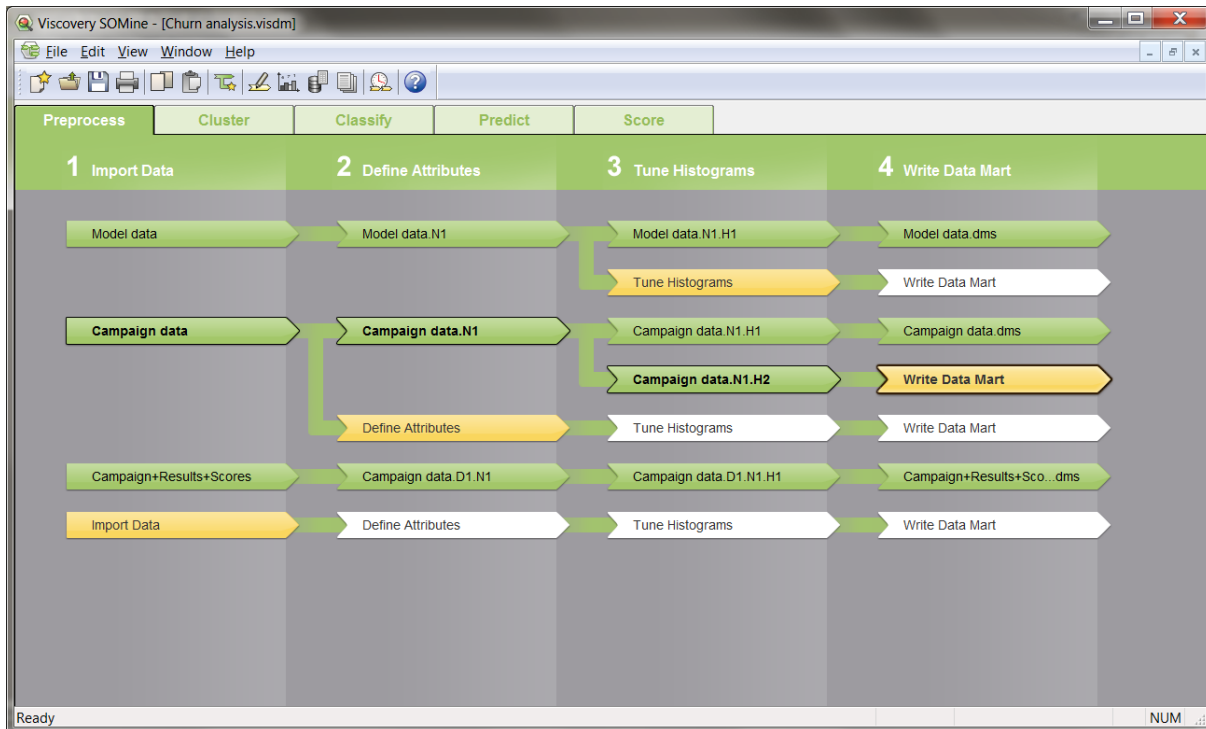 Viscovery SOMine - [Churn analysis.visdm]
File Edit View Window Help
Preprocess Cluster Classify Predict Score
1 Import Data 2 Define Attributes 3 Tune Histograms 4 Write Data Mart
Model data Model data.N1 Model data.N1.H1 Model data.dms
Tune Histograms Write Data Mart
Campaign data Campaign data.N1 Campaign data.N1.H1 Campaign data.dms
Campaign data.N1.H2 Write Data Mart
Define Attributes Tune Histograms Write Data Mart
Campaign+Results+Scores Campaign data.D1.N1 Campaign data.D1.N1.H1 Campaign+Results+Sco...dms
Import Data Define Attributes Tune Histograms Write Data Mart
Ready NUM